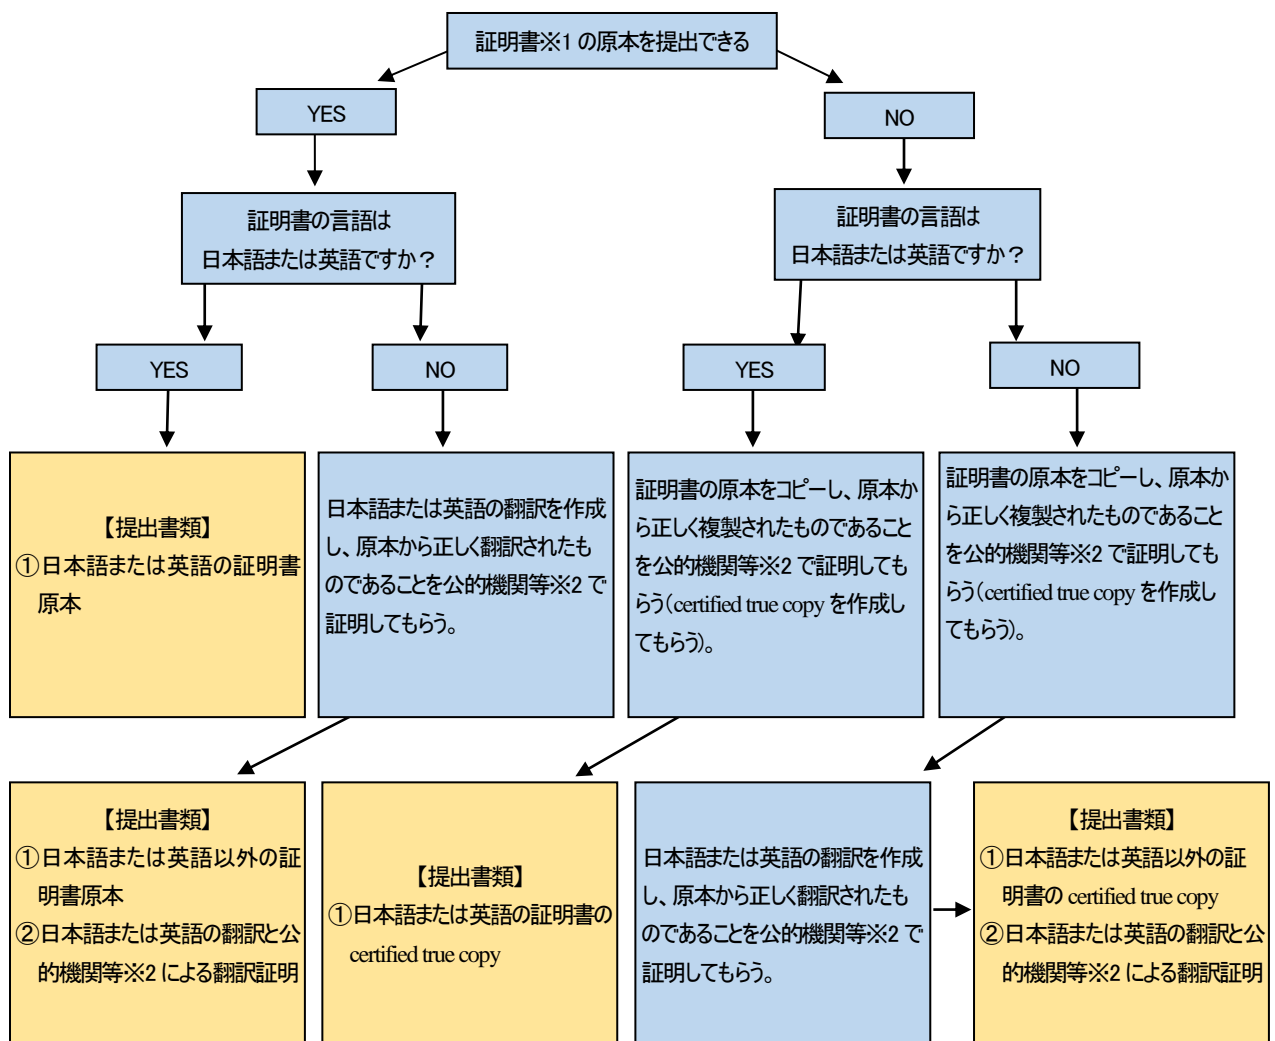 証明書※1 の原本を提出できる
YES
NO
証明書の言語は
日本語または英語ですか？
証明書の言語は
日本語または英語ですか？
YES
NO
YES
NO
【提出書類】
①日本語または英語の証明書
原本
日本語または英語の翻訳を作成
し、原本から正しく翻訳されたも
のであることを公的機関等※2 で
証明してもらう。
証明書の原本をコピーし、原本か
ら正しく複製されたものであること
を公的機関等※2 で証明しても
らう（certified true copy を作成し
てもらう）。
証明書の原本をコピーし、原本か
ら正しく複製されたものであること
を公的機関等※2 で証明しても
らう（certified true copy を作成し
てもらう）。
【提出書類】
①日本語または英語以外の証
明書原本
②日本語または英語の翻訳と公
的機関等※2 による翻訳証明
【提出書類】
①日本語または英語の証明書の
certified true copy
日本語または英語の翻訳を作成
し、原本から正しく翻訳されたも
のであることを公的機関等※2 で
証明してもらう。
【提出書類】
①日本語または英語以外の証
明書の certified true copy
②日本語または英語の翻訳と公
的機関等※2 による翻訳証明